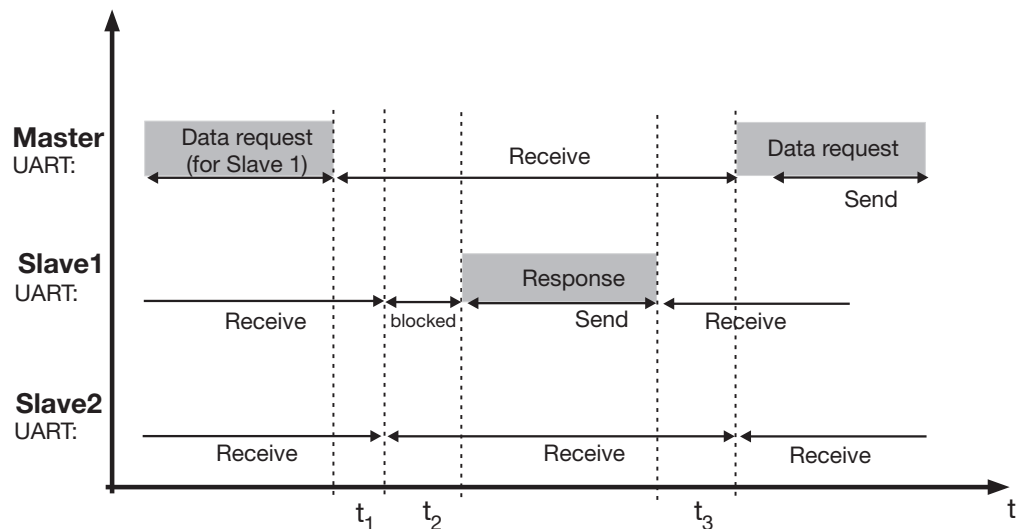 Master
UART:
Data request
(for Slave 1)
Receive
Data request
Send
Slave1
UART:
Response
Receive
blocked
Send
Receive
Slave2
UART:
Receive
Receive
Receive
t1
t2
t3
t